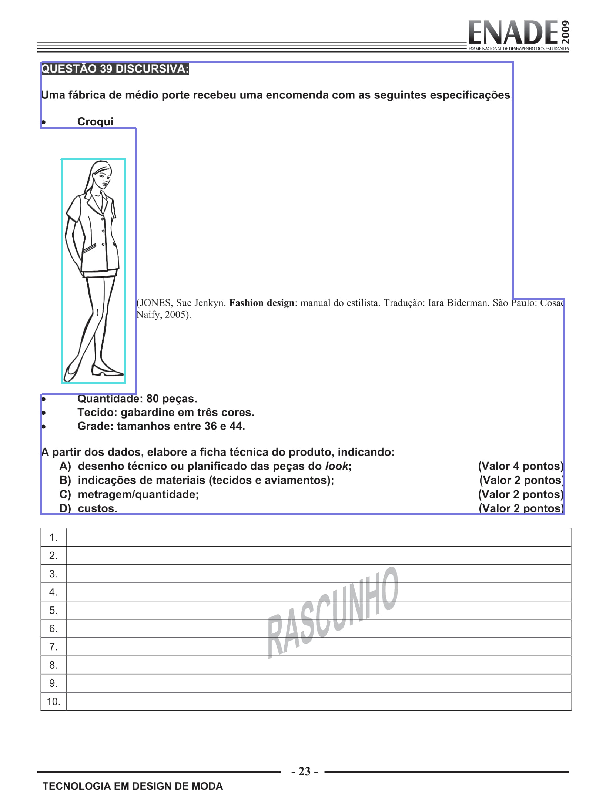 ENADE 2009
EXAME NACIONAL DE DESEMPENHO DOS ESTUDANTES
QUESTÃO 39 DISCURSIVA:
Uma fábrica de médio porte recebeu uma encomenda com as seguintes especificações
• Croqui
(JONES, Sue Jenkyn. Fashion design: manual do estilista. Tradução: Iara Biderman. São Paulo: Cosac
Naify, 2005).
• Quantidade: 80 peças.
• Tecido: gabardine em três cores.
• Grade: tamanhos entre 36 e 44.
A partir dos dados, elabore a ficha técnica do produto, indicando:
A) desenho técnico ou planificado das peças do look; (Valor 4 pontos)
B) indicações de materiais (tecidos e aviamentos); (Valor 2 pontos)
C) metragem/quantidade; (Valor 2 pontos)
D) custos. (Valor 2 pontos)
1.
2.
3.
4.
5.
6.
7.
8.
9.
10.
RASCUNHO
- 23 -
TECNOLOGIA EM DESIGN DE MODA